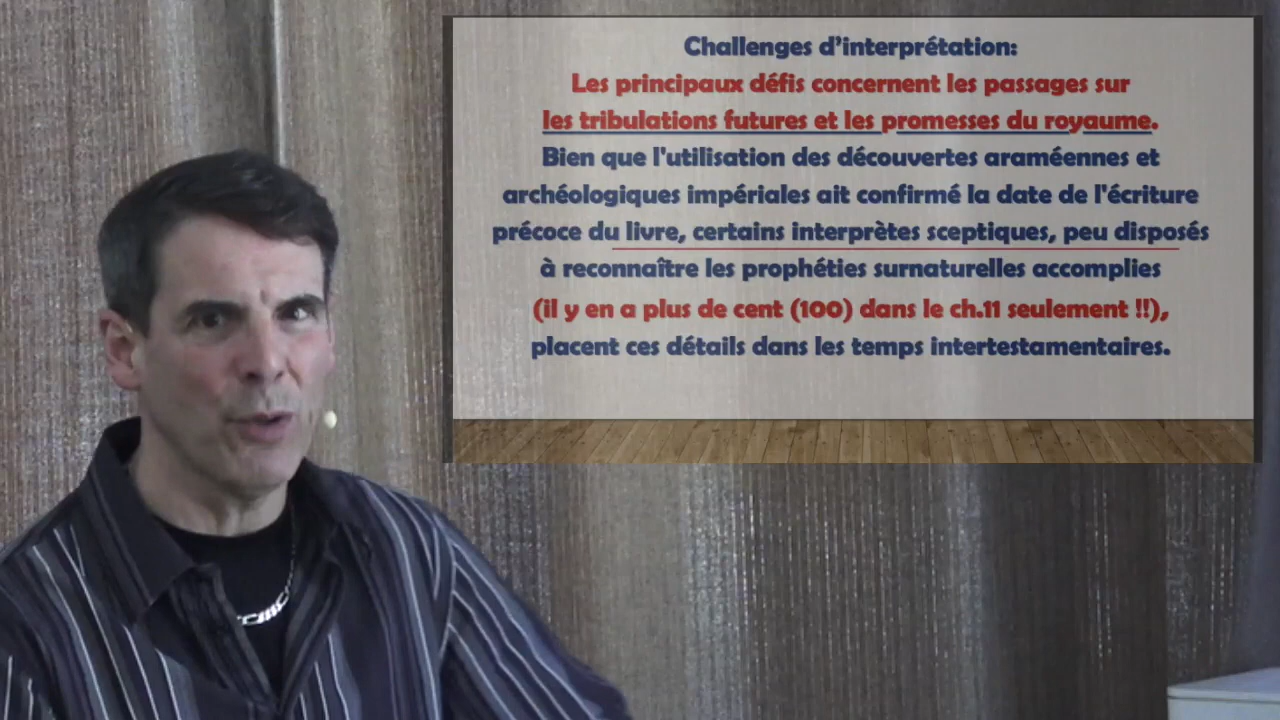 Challenges d’interprétation:
Les principaux défis concernent les passages sur
les tribulations futures et les promesses du royaume.
Bien que l'utilisation des découvertes araméennes et
archéologiques impériales ait confirmé la date de l'écriture
précoce du livre, certains interprètes sceptiques, peu disposés
à reconnaître les prophéties surnaturelles accomplies
(il y en a plus de cent (100) dans le ch.11 seulement !!),
placent ces détails dans les temps intertestamentaires.